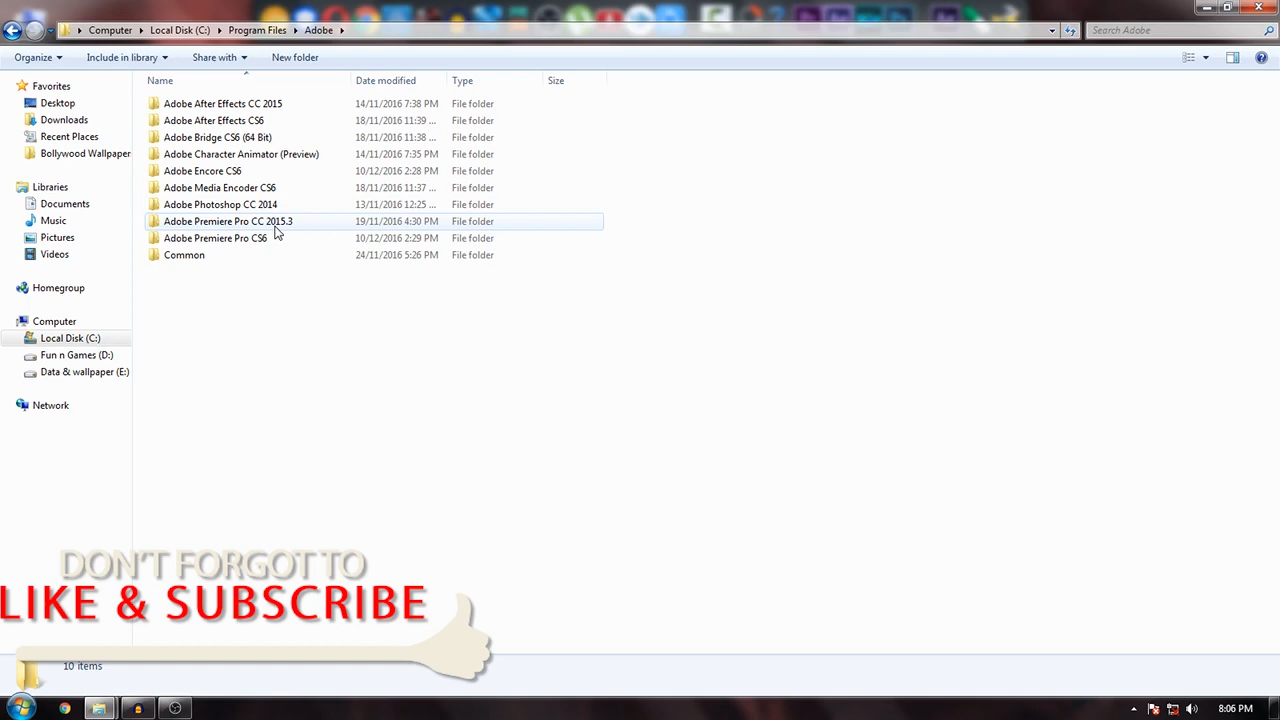 Computer ▸ Local Disk (C:) ▸ Program Files ▸ Adobe ▸
Search Adobe
Organize Include in library Share with New folder
Name Date modified Type Size
Favorites
Desktop
Downloads
Recent Places
Bollywood Wallpaper
Libraries
Documents
Music
Pictures
Videos
Homegroup
Computer
Local Disk (C:)
Fun n Games (D:)
Data & wallpaper (E:)
Network
Adobe After Effects CC 2015 14/11/2016 7:38 PM File folder
Adobe After Effects CS6 18/11/2016 11:39 ... File folder
Adobe Bridge CS6 (64 Bit) 18/11/2016 11:38 ... File folder
Adobe Character Animator (Preview) 14/11/2016 7:35 PM File folder
Adobe Encore CS6 10/12/2016 2:28 PM File folder
Adobe Media Encoder CS6 18/11/2016 11:37 ... File folder
Adobe Photoshop CC 2014 13/11/2016 12:25 ... File folder
Adobe Premiere Pro CC 2015.3 19/11/2016 4:30 PM File folder
Adobe Premiere Pro CS6 10/12/2016 2:29 PM File folder
Common 24/11/2016 5:26 PM File folder
DON'T FORGOT TO
LIKE & SUBSCRIBE
10 items
8:06 PM